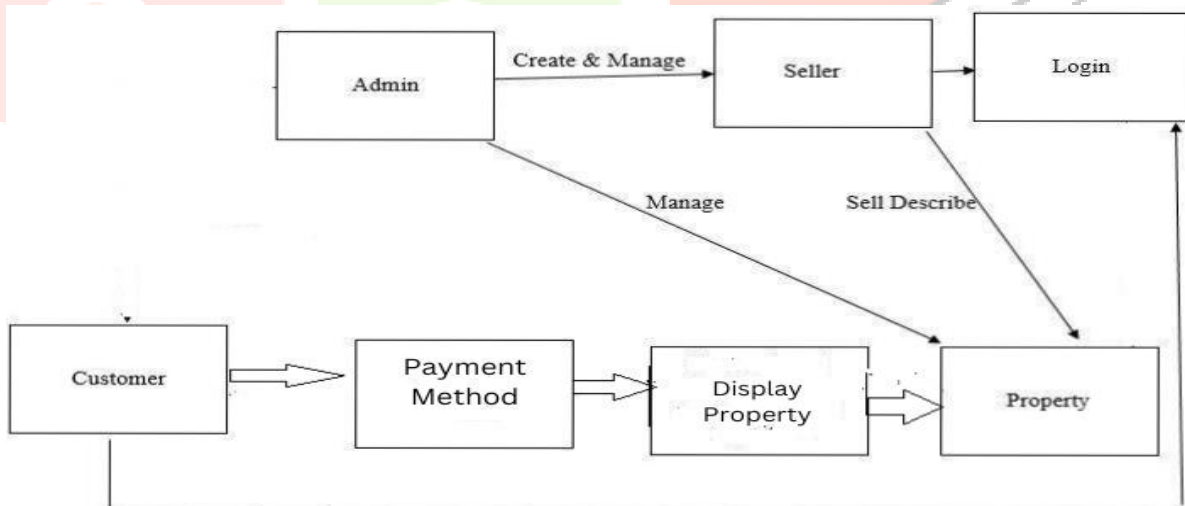 Create & Manage
Admin
Seller
Login
Manage
Sell Describe
Customer
Payment
Method
Display
Property
Property